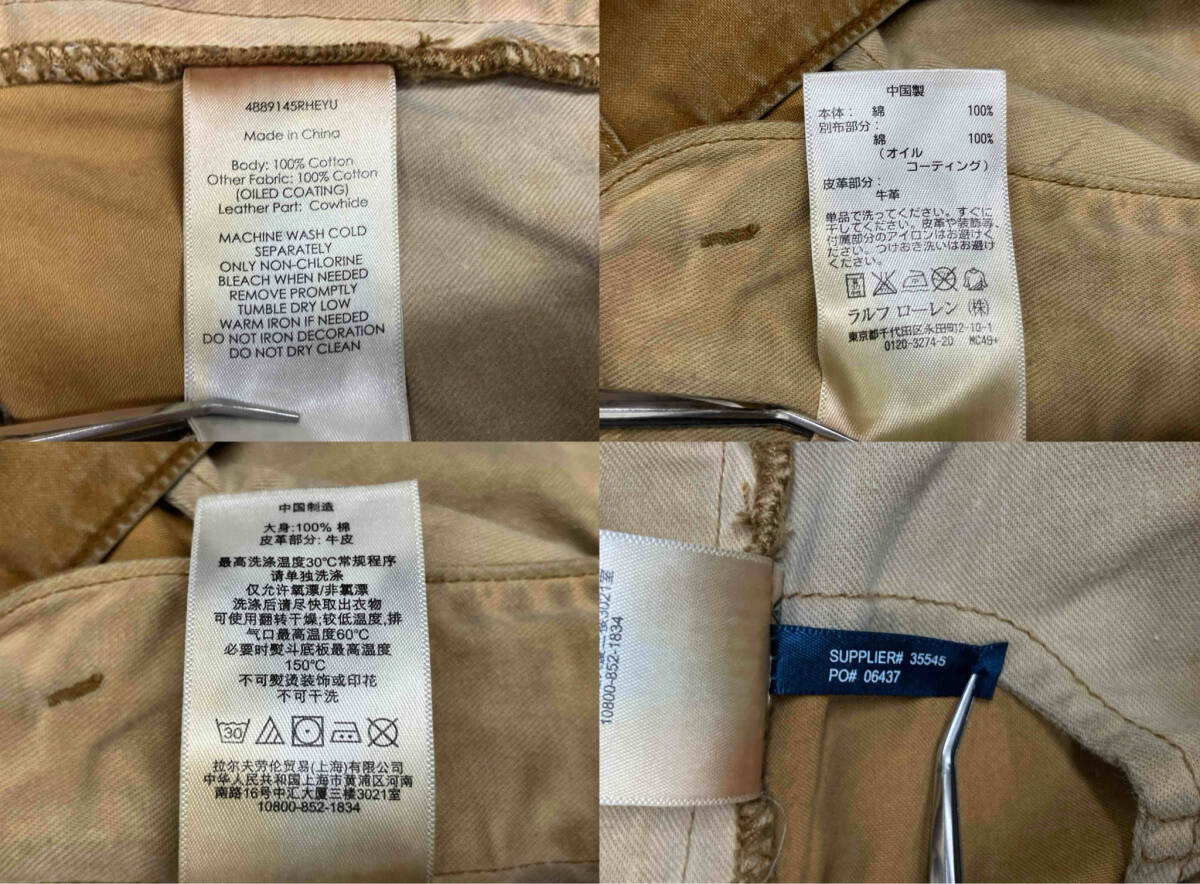 4889145RHEYU
Made in China
Body: 100% Cotton
Other Fabric: 100% Cotton
(OILED COATING)
Leather Part: Cowhide
MACHINE WASH COLD
SEPARATELY
ONLY NON-CHLORINE
BLEACH WHEN NEEDED
REMOVE PROMPTLY
TUMBLE DRY LOW
WARM IRON IF NEEDED
DO NOT IRON DECORATION
DO NOT DRY CLEAN
中国製
本体: 綿 100%
別布部分:
綿 100%
(オイル
コーティング)
皮革部分:
牛革
単品で洗ってください。すぐに
干してください。皮革や装飾等、
付属部分のアイロンはお避けくだ
さい。つけおき洗いはお避け
ください。
ラルフ ローレン (株)
東京都千代田区永田町2-10-1
0120-3274-20 MC49+
中国制造
大身:100% 棉
皮革部分: 牛皮
最高洗涤温度30℃常规程序
请单独洗涤
仅允许氧漂/非氯漂
洗涤后请尽快取出衣物
可使用翻转干燥;较低温度,排
气口最高温度60℃
必要时熨斗底板最高温度
150℃
不可熨烫装饰或印花
不可干洗
30
拉尔夫劳伦贸易(上海)有限公司
中华人民共和国上海市黄浦区河南
南路16号中汇大厦三楼3021室
10800-852-1834
3021室
10800-852-1834
SUPPLIER# 35545
PO# 06437